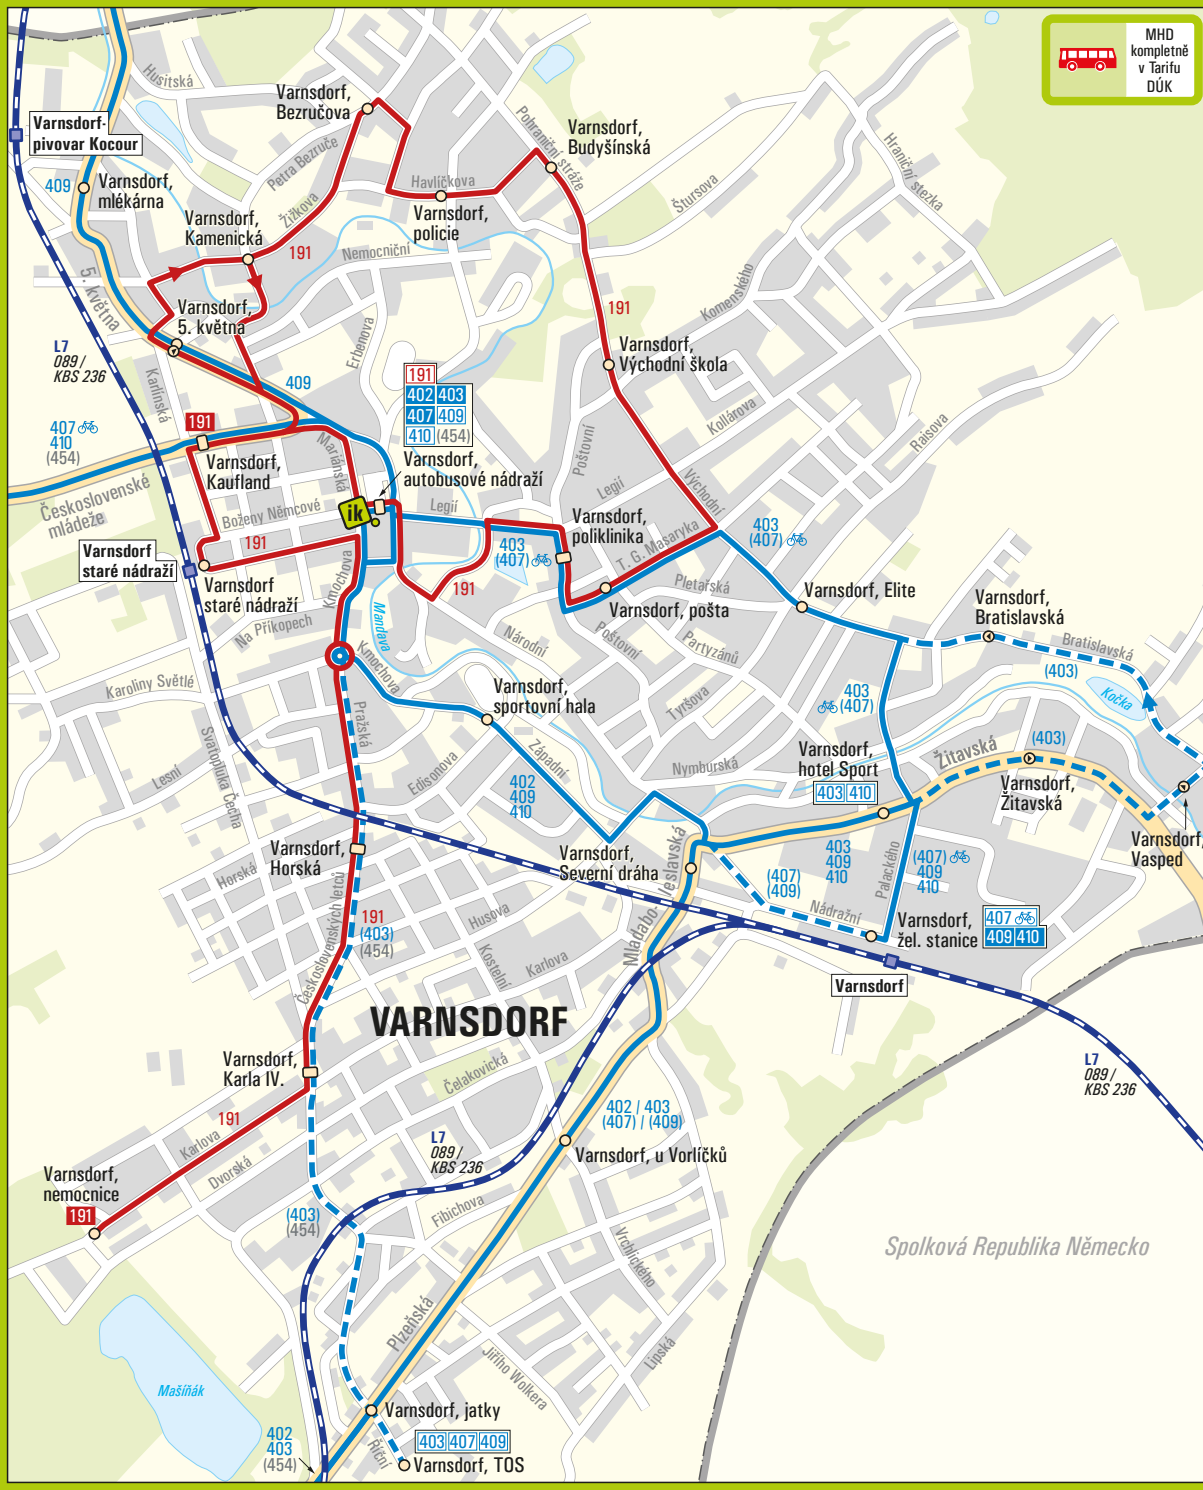 MHD
kompletně
v Tarifu
DÚK
Husitská
Varnsdorf,
Bezručova
Pohraniční stráže
Varnsdorf,
Budyšínská
Hraniční stezka
Varnsdorf-
pivovar Kocour
409
Varnsdorf,
mlékárna
Petra Bezruče
Havlíčkova
ŠturSova
Varnsdorf,
Kamenická
Žižkova
Varnsdorf,
policie
191
Nemocniční
5. května
Komenského
Varnsdorf,
5. května
191
L7
089 /
KBS 236
Erbenova
Varnsdorf,
Východní škola
Karlínská
409
191
402 403
407 409
410 (454)
Kollárova
Raisova
407
410
(454)
191
Mariánská
Poštovní
Varnsdorf,
Kaufland
Varnsdorf,
autobusové nádraží
Východní
Legií
Československé
mládeže
Boženy Němcové
ik
Legií
Varnsdorf,
poliklinika
403
(407)
Varnsdorf
staré nádraží
191
403
(407)
T. G. Masaryka
Varnsdorf
staré nádraží
Kmochova
191
Pletařská
Varnsdorf, Elite
Varnsdorf,
Bratislavská
Varnsdorf, pošta
Mandava
Na Příkopech
Národní
Poštovní
Partyzánů
Bratislavská
Kmochova
(403)
Karoliny Světlé
Varnsdorf,
sportovní hala
Tyršova
403
(407)
Kočka
Pražská
Svatopluka Čecha
Lesní
Edisonova
Západní
Nymburská
Varnsdorf,
hotel Sport
403 410
Žitavská
(403)
402
409
410
Varnsdorf,
Žitavská
Varnsdorf,
Horská
Varnsdorf,
Severní dráha
403
409
410
Palackého
(407)
409
410
Varnsdorf,
Vasped
Horská
Mladoboleslavská
(407)
(409)
Nádražní
Husova
191
(403)
(454)
Varnsdorf,
žel. stanice
407
409 410
Československých letců
Kostelní
Karlova
Varnsdorf
VARNSDORF
Varnsdorf,
Karla IV.
Čelakovická
L7
089 /
KBS 236
191
402 / 403
(407) / (409)
Karlova
L7
089 /
KBS 236
Varnsdorf, u Vorlíčků
Varnsdorf,
nemocnice
191
Dvorská
Fibichova
(403)
(454)
Vrchlického
Spolková Republika Německo
Plzeňská
Lipská
Jiřího Wolkera
Mašíňák
Varnsdorf, jatky
402
403
(454)
Říční
403 407 409
Varnsdorf, TOS